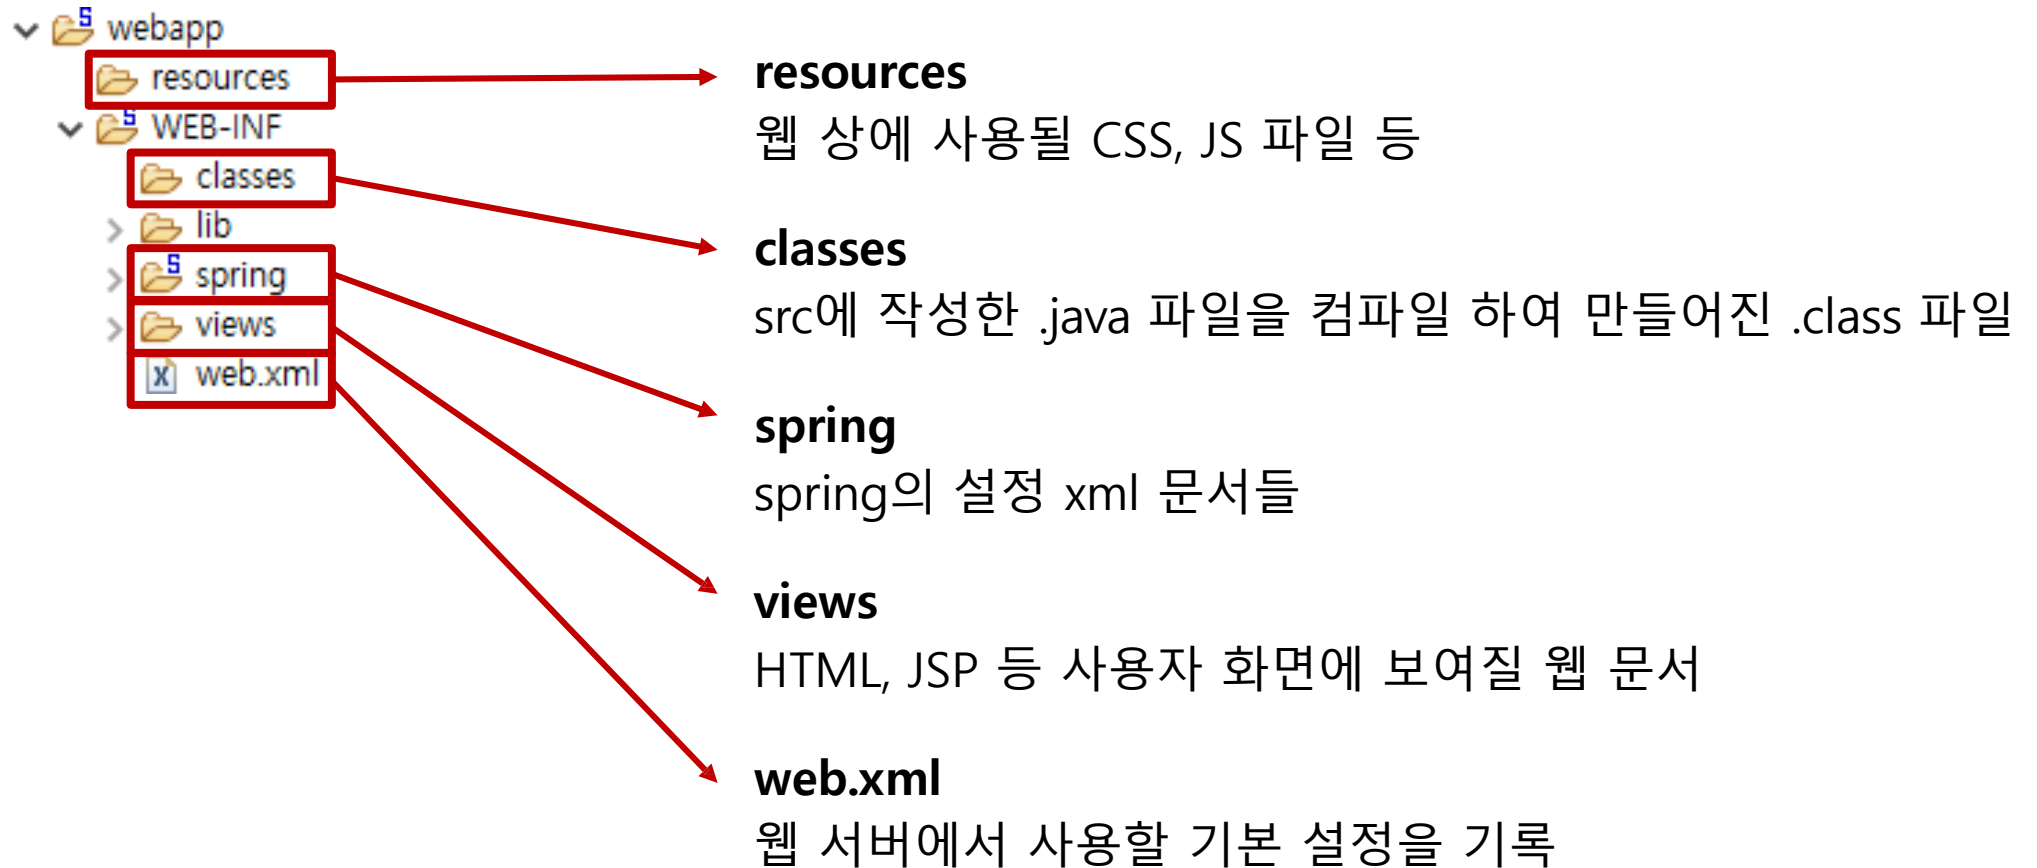 webapp
resources
WEB-INF
classes
lib
spring
views
web.xml
resources
웹 상에 사용될 CSS, JS 파일 등
classes
src에 작성한 .java 파일을 컴파일 하여 만들어진 .class 파일
spring
spring의 설정 xml 문서들
views
HTML, JSP 등 사용자 화면에 보여질 웹 문서
web.xml
웹 서버에서 사용할 기본 설정을 기록